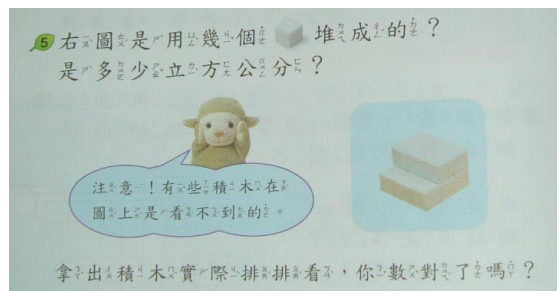 5 右圖是用幾個 堆成的？
是多少立方公分？
注意！有些積木在
圖上是看不到的。
拿出積木實際排排看，你數對了嗎？